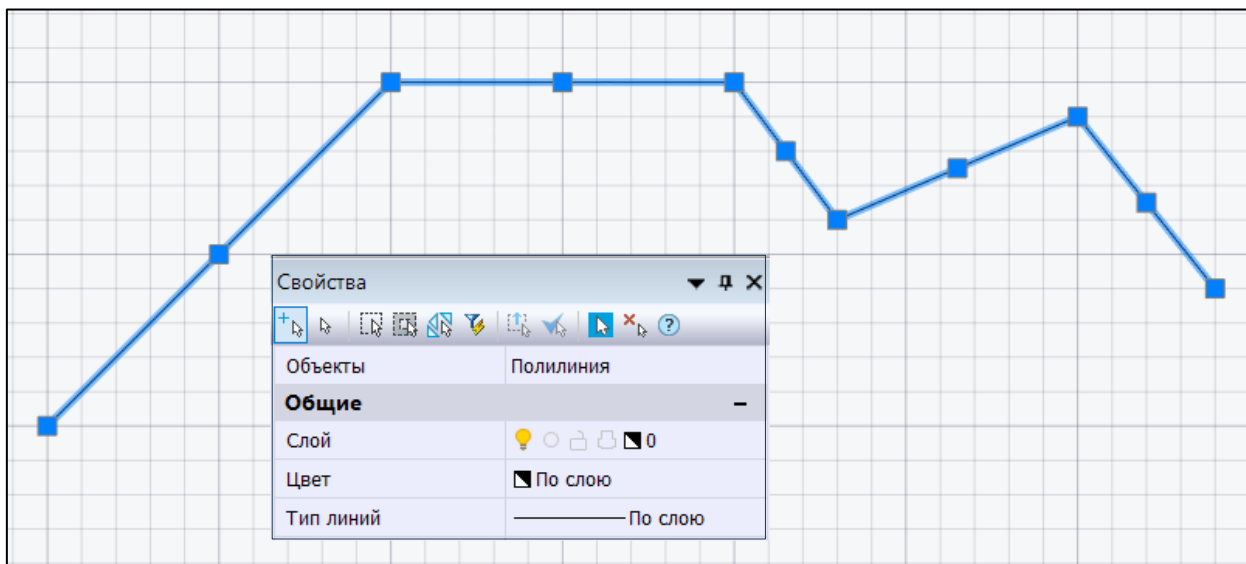 Свойства
Объекты Полилиния
Общие
Слой 0
Цвет По слою
Тип линий По слою